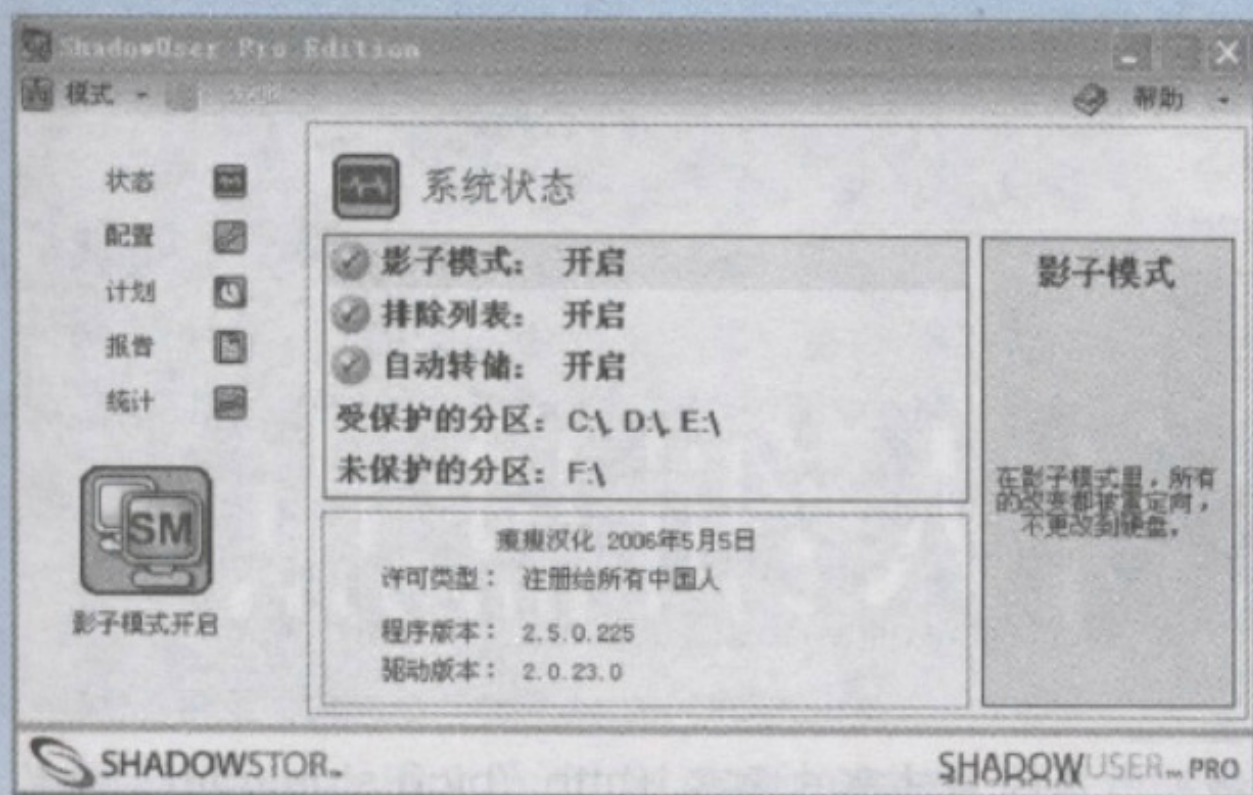 ShadowUser Pro Edition
模式
帮助
状态
配置
计划
报告
统计
SM
影子模式开启
系统状态
影子模式： 开启
排除列表： 开启
自动转储： 开启
受保护的分区： C:\, D:\, E:\
未保护的分区： F:\
瘦瘦汉化 2006年5月5日
许可类型： 注册给所有中国人
程序版本： 2.5.0.225
驱动版本： 2.0.23.0
影子模式
在影子模式里，所有
的改变都被重定向，
不更改到硬盘。
SHADOWSTOR™
SHADOWUSER™ PRO